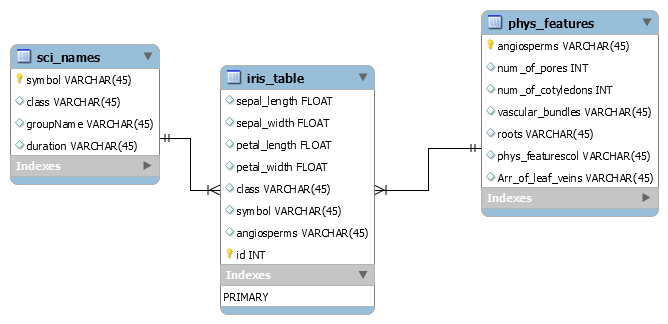 sci_names
symbol VARCHAR(45)
class VARCHAR(45)
groupName VARCHAR(45)
duration VARCHAR(45)
Indexes
iris_table
sepal_length FLOAT
sepal_width FLOAT
petal_length FLOAT
petal_width FLOAT
class VARCHAR(45)
symbol VARCHAR(45)
angiosperms VARCHAR(45)
id INT
Indexes
PRIMARY
phys_features
angiosperms VARCHAR(45)
num_of_pores INT
num_of_cotyledons INT
vascular_bundles VARCHAR(45)
roots VARCHAR(45)
phys_featurescol VARCHAR(45)
Arr_of_leaf_veins VARCHAR(45)
Indexes